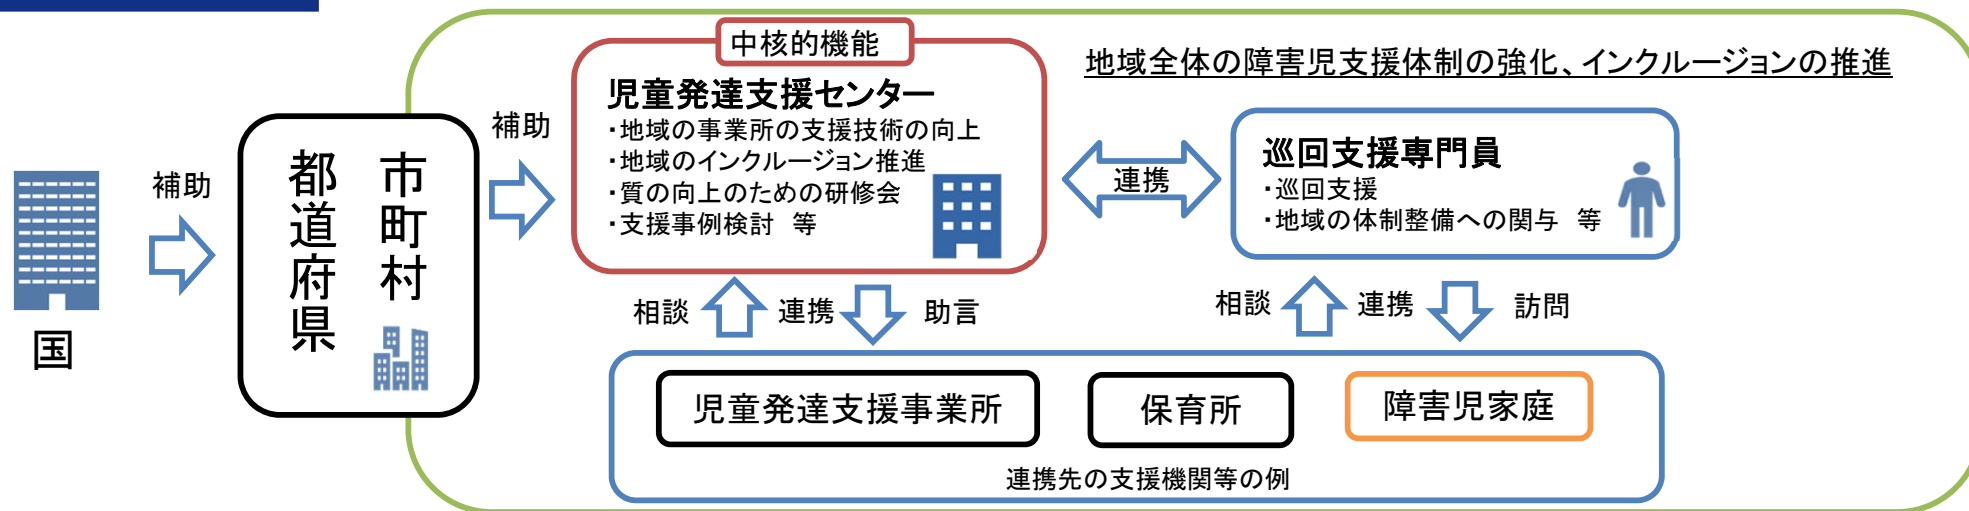 国
補助
都道府県
市町村
補助
中核的機能
児童発達支援センター
・地域の事業所の支援技術の向上
・地域のインクルージョン推進
・質の向上のための研修会
・支援事例検討　等
地域全体の障害児支援体制の強化、インクルージョンの推進
連携
巡回支援専門員
・巡回支援
・地域の体制整備への関与　等
相談
連携
助言
相談
連携
訪問
児童発達支援事業所
保育所
障害児家庭
連携先の支援機関等の例